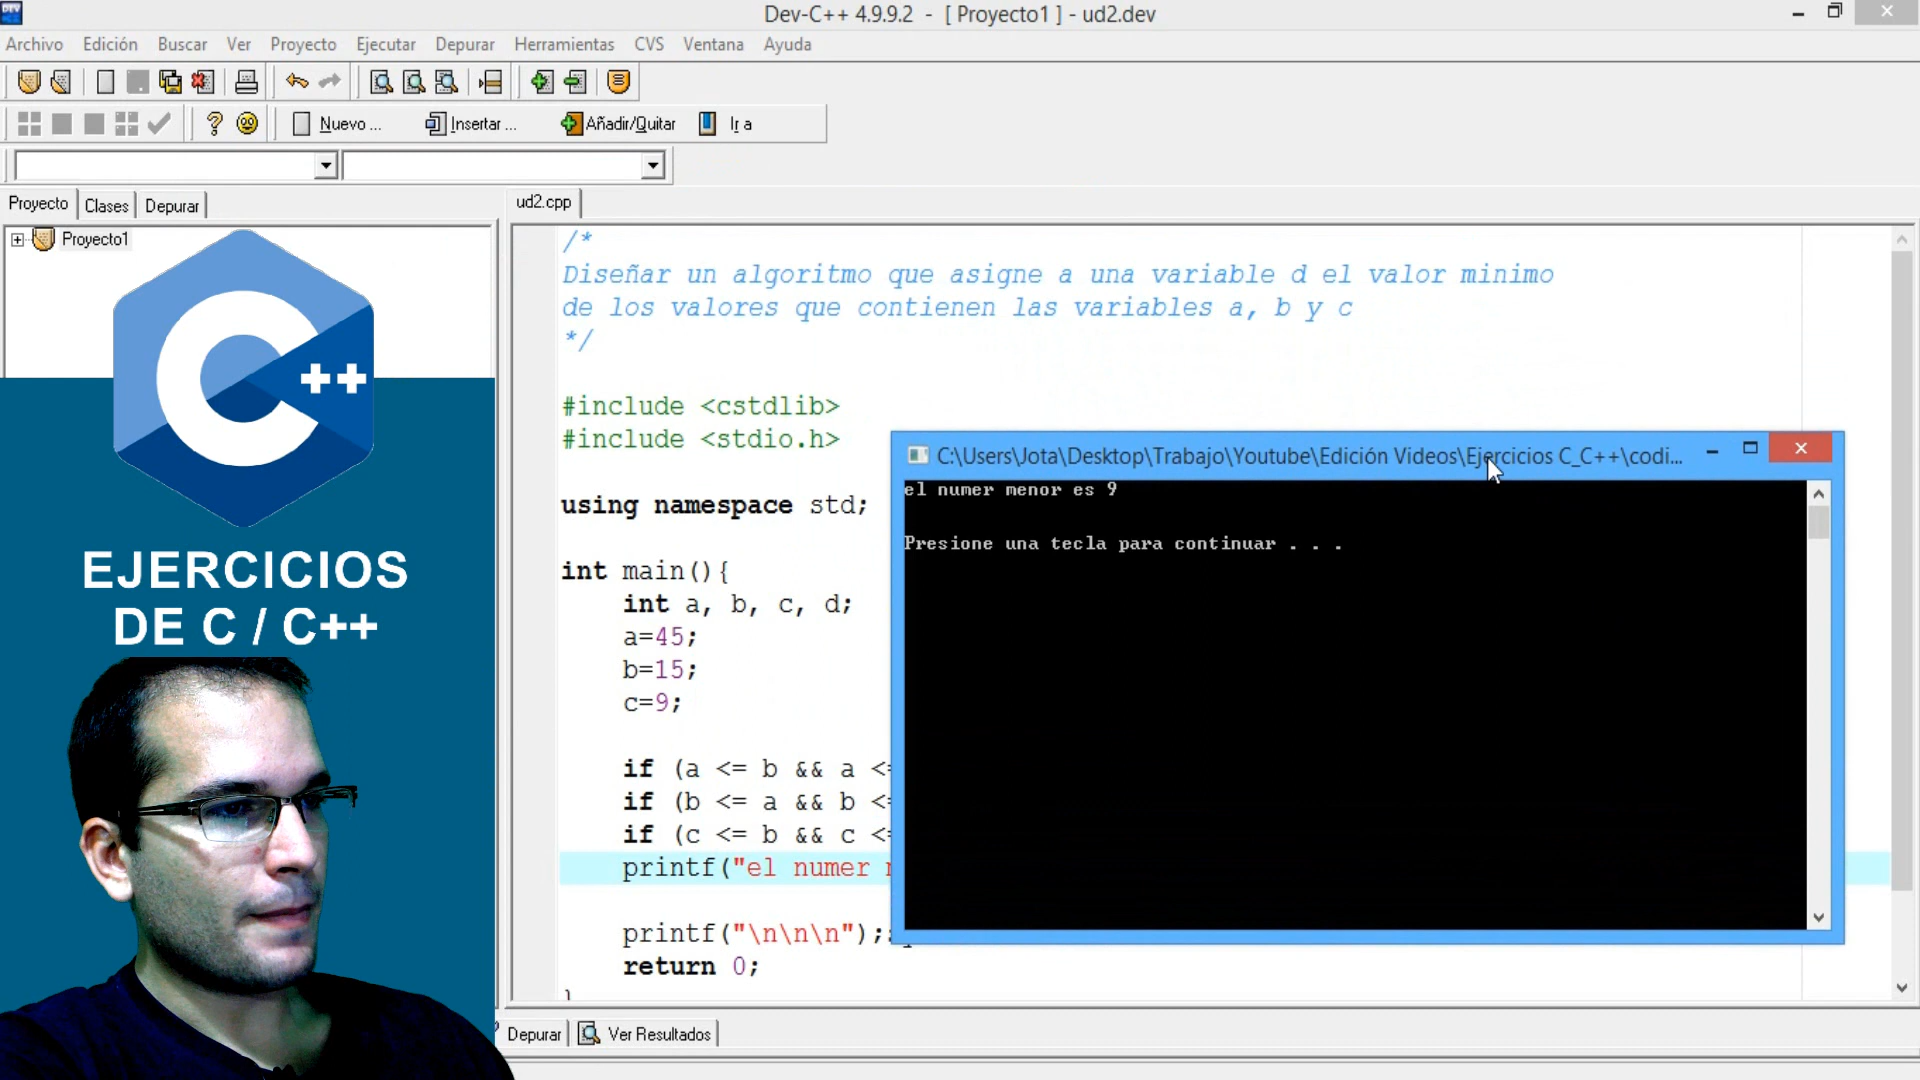 Dev-C++ 4.9.9.2 - [ Proyecto1 ] - ud2.dev
Archivo Edición Buscar Ver Proyecto Ejecutar Depurar Herramientas CVS Ventana Ayuda
Nuevo ... Insertar ... Añadir/Quitar Ir a
Proyecto Clases Depurar
ud2.cpp
Proyecto1
++
EJERCICIOS
DE C / C++
/*
Diseñar un algoritmo que asigne a una variable d el valor minimo
de los valores que contienen las variables a, b y c
*/
#include <cstdlib>
#include <stdio.h>
using namespace std;
int main(){
int a, b, c, d;
a=45;
b=15;
c=9;
if (a <= b && a <
if (b <= a && b <
if (c <= b && c <
printf("el numer
printf("\n\n\n");
return 0;
C:\Users\Jota\Desktop\Trabajo\Youtube\Edición Videos\Ejercicios C_C++\codi...
el numer menor es 9
Presione una tecla para continuar . . .
Depurar Ver Resultados